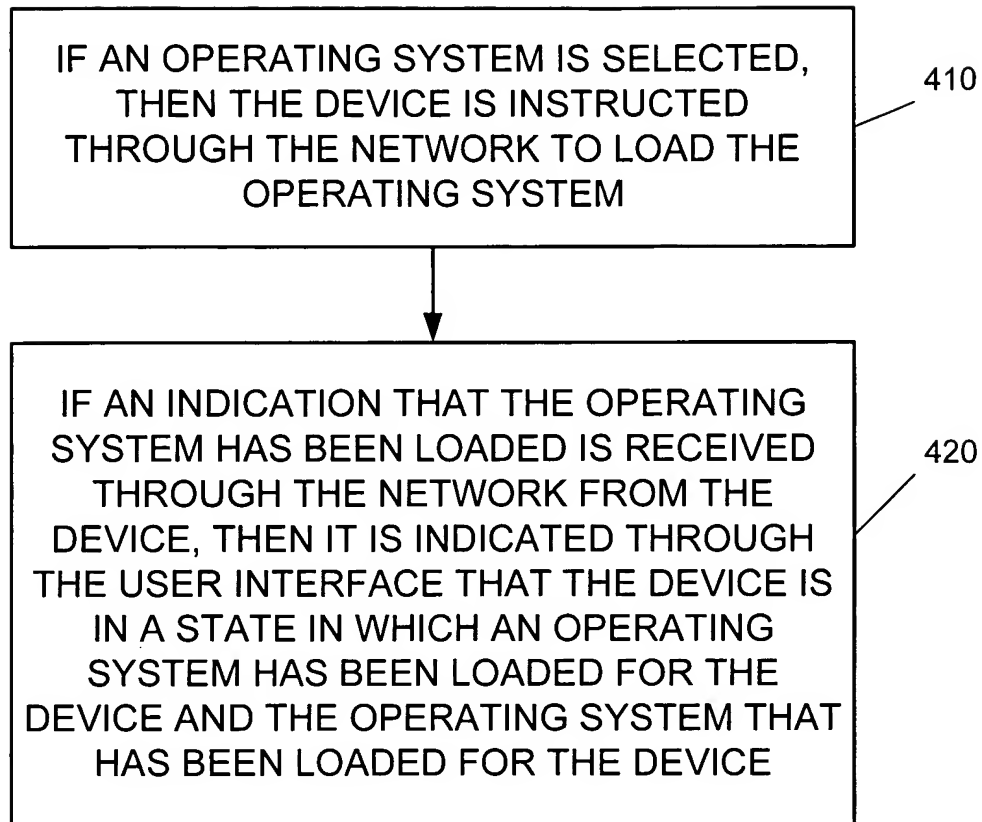 IF AN OPERATING SYSTEM IS SELECTED,
THEN THE DEVICE IS INSTRUCTED
THROUGH THE NETWORK TO LOAD THE
OPERATING SYSTEM
410
IF AN INDICATION THAT THE OPERATING
SYSTEM HAS BEEN LOADED IS RECEIVED
THROUGH THE NETWORK FROM THE
DEVICE, THEN IT IS INDICATED THROUGH
THE USER INTERFACE THAT THE DEVICE IS
IN A STATE IN WHICH AN OPERATING
SYSTEM HAS BEEN LOADED FOR THE
DEVICE AND THE OPERATING SYSTEM THAT
HAS BEEN LOADED FOR THE DEVICE
420